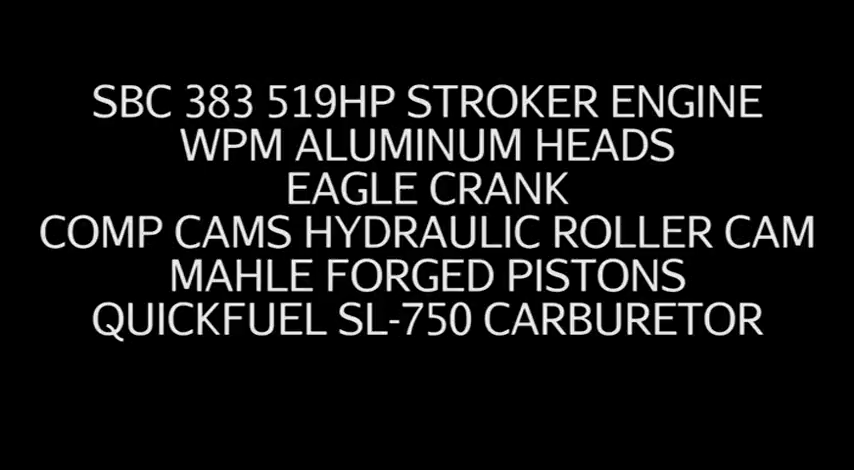 SBC 383 519HP STROKER ENGINE
WPM ALUMINUM HEADS
EAGLE CRANK
COMP CAMS HYDRAULIC ROLLER CAM
MAHLE FORGED PISTONS
QUICKFUEL SL-750 CARBURETOR